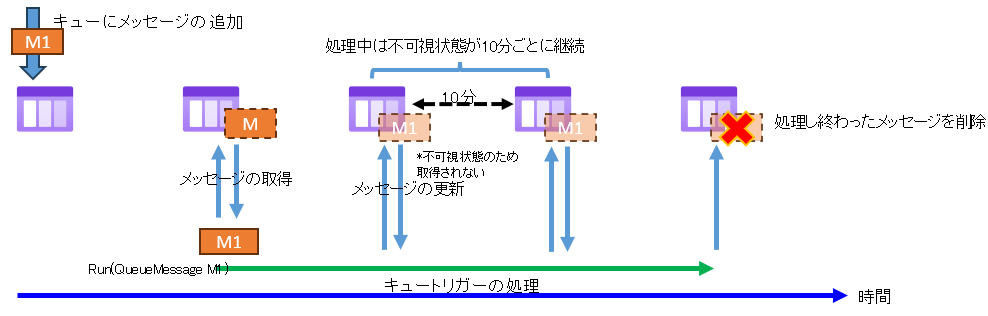 キューにメッセージの追加
M1
処理中は不可視状態が10分ごとに継続
10分
M
M1
M1
処理し終わったメッセージを削除
*不可視状態のため
取得されない
メッセージの取得
メッセージの更新
M1
Run(QueueMessage M1)
キュートリガーの処理
時間